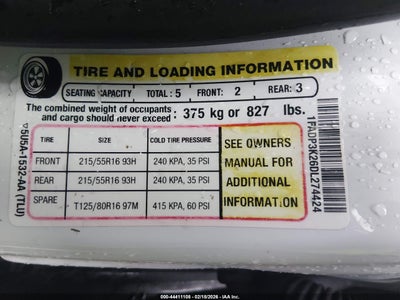 TIRE AND LOADING INFORMATION
SEATING CAPACITY TOTAL: 5 FRONT: 2 REAR: 3
The combined weight of occupants and cargo should never exceed: 375 kg or 827 lbs.
TIRE SIZE COLD TIRE PRESSURE
FRONT 215/55R16 93H 240 KPA, 35 PSI
REAR 215/55R16 93H 240 KPA, 35 PSI
SPARE T125/80R16 97M 415 KPA, 60 PSI
SEE OWNERS
MANUAL FOR
ADDITIONAL
INFORMATION
1FADP3K26DL274424
000-44411108 - 02/18/2026 - © IAA, Inc.